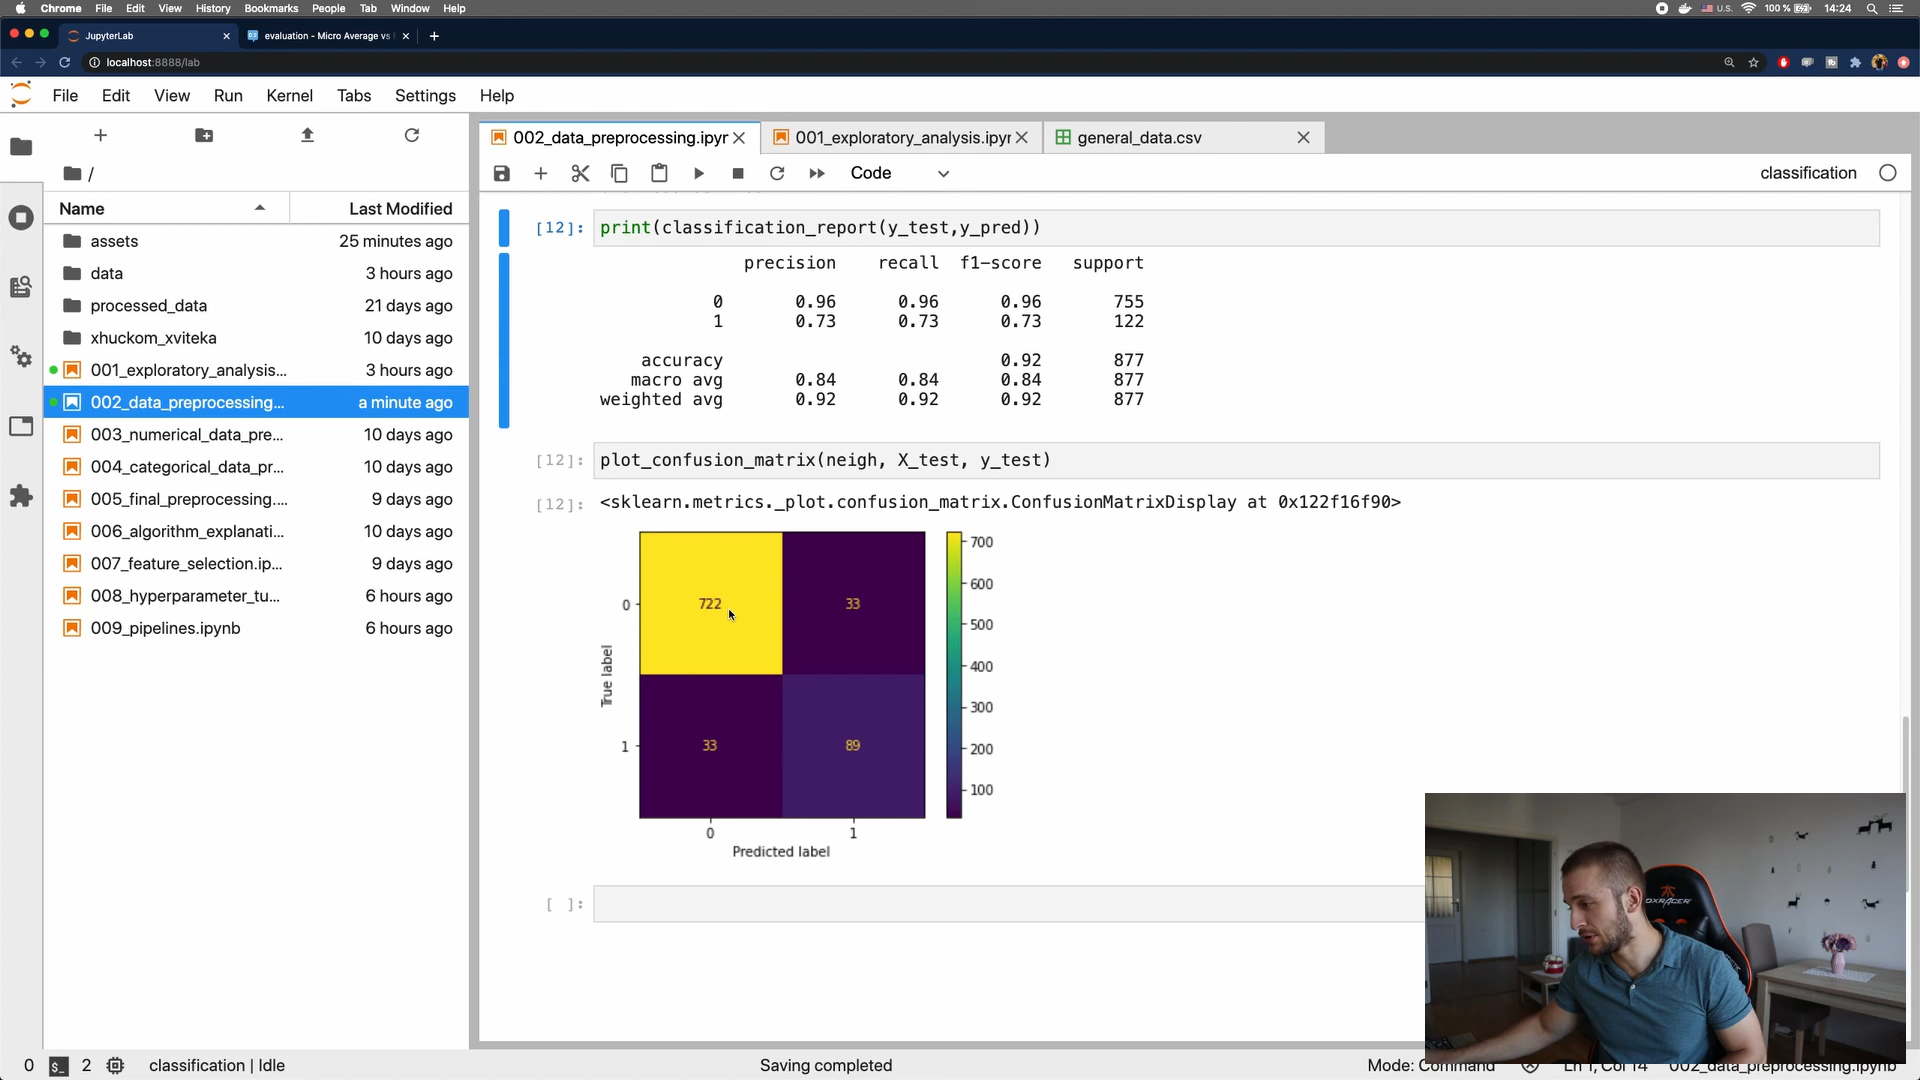 Chrome File Edit View History Bookmarks People Tab Window Help U.S. 100 % 14:24
JupyterLab evaluation - Micro Average vs
localhost:8888/lab
File Edit View Run Kernel Tabs Settings Help
002_data_preprocessing.ipyr 001_exploratory_analysis.ipyr general_data.csv
/
Code classification
Name Last Modified
assets 25 minutes ago
data 3 hours ago
processed_data 21 days ago
xhuckom_xviteka 10 days ago
001_exploratory_analysis... 3 hours ago
002_data_preprocessing... a minute ago
003_numerical_data_pre... 10 days ago
004_categorical_data_pr... 10 days ago
005_final_preprocessing.... 9 days ago
006_algorithm_explanati... 10 days ago
007_feature_selection.ip... 9 days ago
008_hyperparameter_tu... 6 hours ago
009_pipelines.ipynb 6 hours ago
[12]: print(classification_report(y_test,y_pred))
precision recall f1-score support
0 0.96 0.96 0.96 755
1 0.73 0.73 0.73 122
accuracy 0.92 877
macro avg 0.84 0.84 0.84 877
weighted avg 0.92 0.92 0.92 877
[12]: plot_confusion_matrix(neigh, X_test, y_test)
[12]: <sklearn.metrics._plot.confusion_matrix.ConfusionMatrixDisplay at 0x122f16f90>
700
600
0 722 33
500
400
True label
300
1 33 89
200
100
0 1
Predicted label
[ ]:
DXRACER
0 $_ 2 classification | Idle Saving completed Mode: Command Ln 1, Col 14 002_data_preprocessing.ipynb